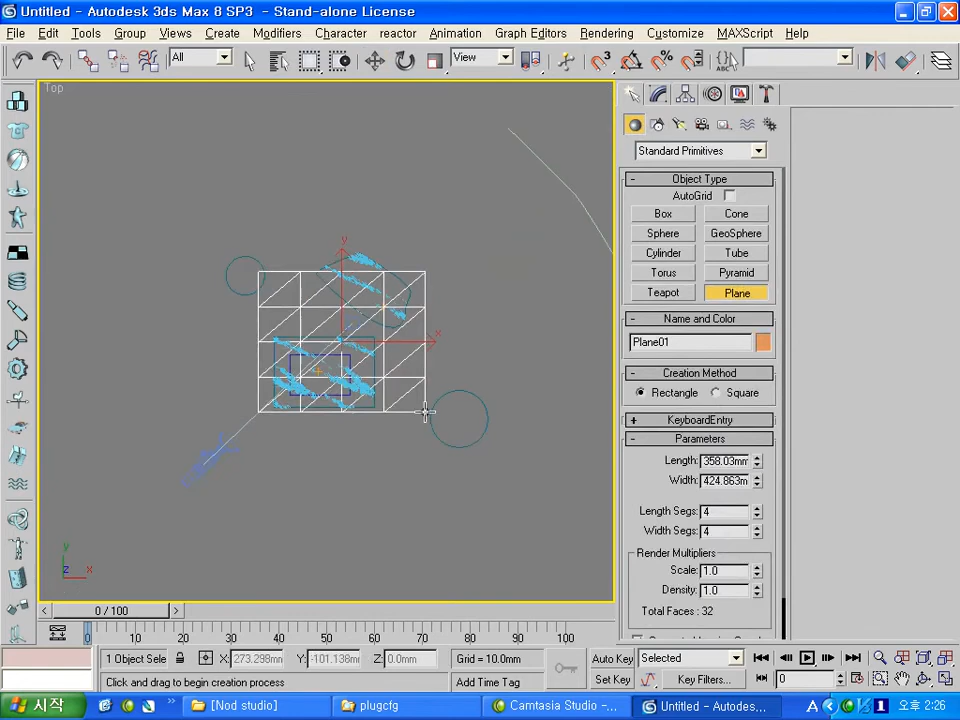 Untitled - Autodesk 3ds Max 8 SP3 - Stand-alone License
File Edit Tools Group Views Create Modifiers Character reactor Animation Graph Editors Rendering Customize MAXScript Help
All
View
Top
y
x
y
z
x
Standard Primitives
- Object Type
AutoGrid
Box Cone
Sphere GeoSphere
Cylinder Tube
Torus Pyramid
Teapot Plane
- Name and Color
Plane01
- Creation Method
Rectangle Square
+ KeyboardEntry
- Parameters
Length: 358.03mm
Width: 424.863m
Length Segs: 4
Width Segs: 4
Render Multipliers
Scale: 1.0
Density: 1.0
Total Faces : 32
< 0 / 100 >
0 10 20 30 40 50 60 70 80 90 100
1 Object Sele X: 273.298mm Y: -101.136m Z: 0.0mm Grid = 10.0mm Auto Key Selected
Click and drag to begin creation process Add Time Tag Set Key Key Filters... 0
시작 [Nod studio] plugcfg Camtasia Studio - ... Untitled - Autodes... A 오후 2:26